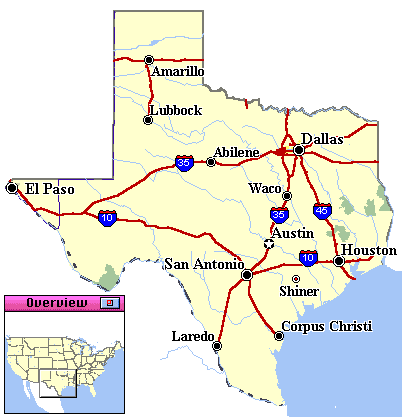 Amarillo
Lubbock
Dallas
35
Abilene
El Paso
Waco
10
35
45
Austin
Houston
San Antonio
10
Shiner
Overview
Laredo
Corpus Christi